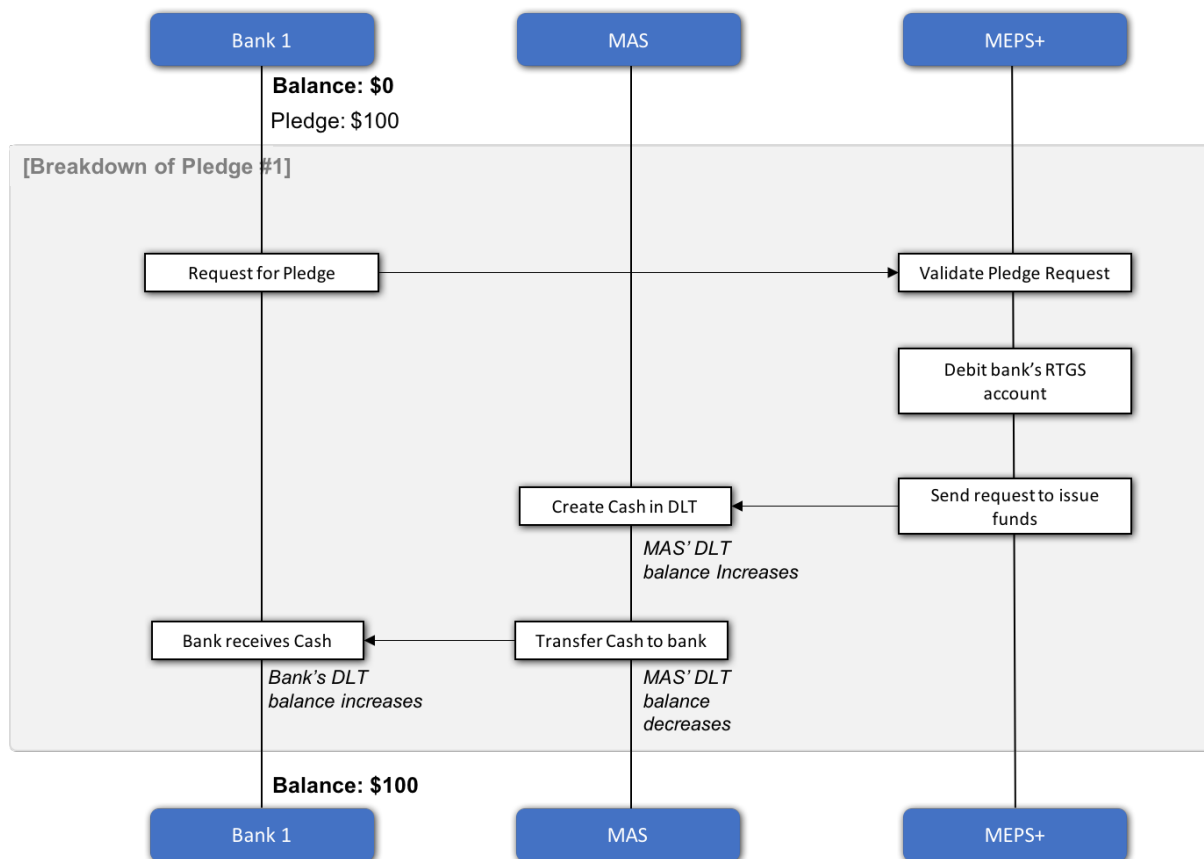 Bank 1
MAS
MEPS+
Balance: $0
Pledge: $100
[Breakdown of Pledge #1]
Request for Pledge
Validate Pledge Request
Debit bank’s RTGS
account
Send request to issue
funds
Create Cash in DLT
MAS’ DLT
balance Increases
Bank receives Cash
Transfer Cash to bank
Bank’s DLT
balance increases
MAS’ DLT
balance
decreases
Balance: $100
Bank 1
MAS
MEPS+